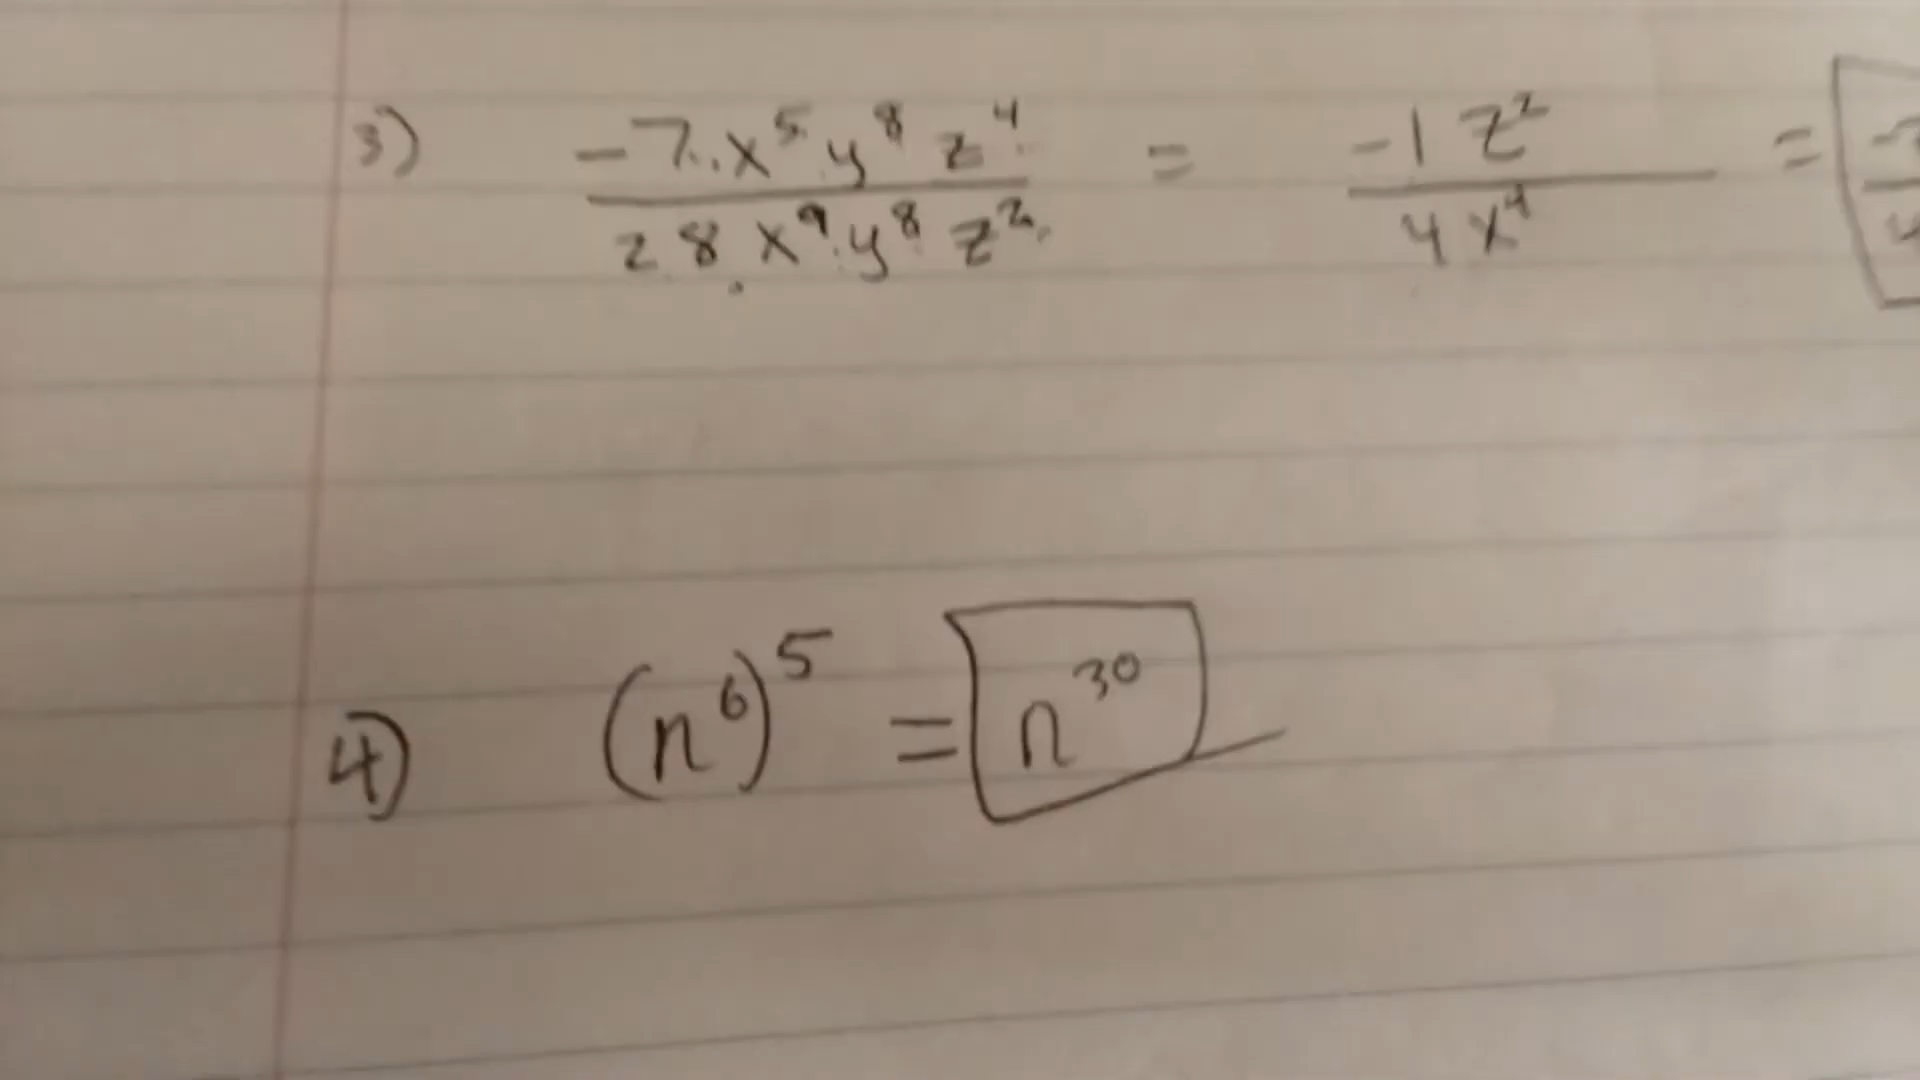 3) -7x⁵y⁸z⁴ / 28x⁹y⁸z² = -1z² / 4x⁴ =
4) (n⁶)⁵ = n³⁰